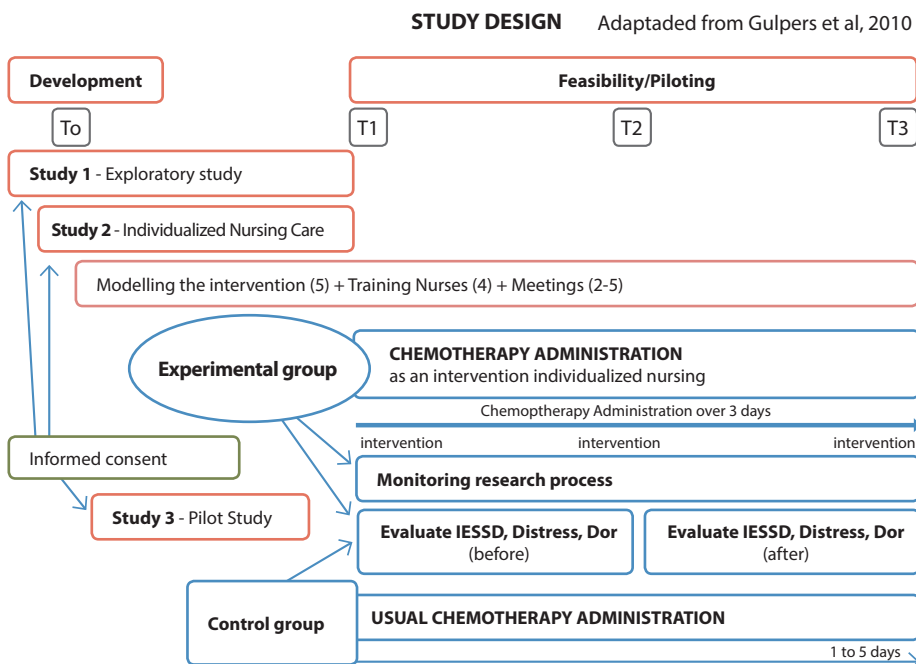 STUDY DESIGN Adaptaded from Gulpers et al, 2010
Development
Feasibility/Piloting
To
T1
T2
T3
Study 1 - Exploratory study
Study 2 - Individualized Nursing Care
Modelling the intervention (5) + Training Nurses (4) + Meetings (2-5)
Experimental group
CHEMOTHERAPY ADMINISTRATION
as an intervention individualized nursing
Chemoptherapy Administration over 3 days
intervention
intervention
intervention
Informed consent
Monitoring research process
Study 3 - Pilot Study
Evaluate IESSD, Distress, Dor
(before)
Evaluate IESSD, Distress, Dor
(after)
Control group
USUAL CHEMOTHERAPY ADMINISTRATION
1 to 5 days